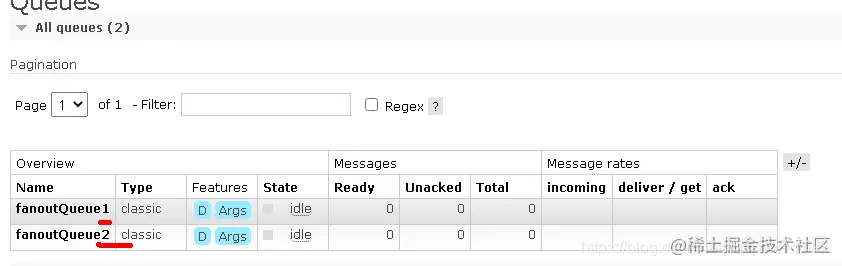 Queues
All queues (2)
Pagination
Page 1 of 1 - Filter: Regex ?
Overview Messages Message rates +/-
Name Type Features State Ready Unacked Total incoming deliver / get ack
fanoutQueue1 classic D Args idle 0 0 0
fanoutQueue2 classic D Args idle 0 0 0
https://blog.c
@稀土掘金技术社区